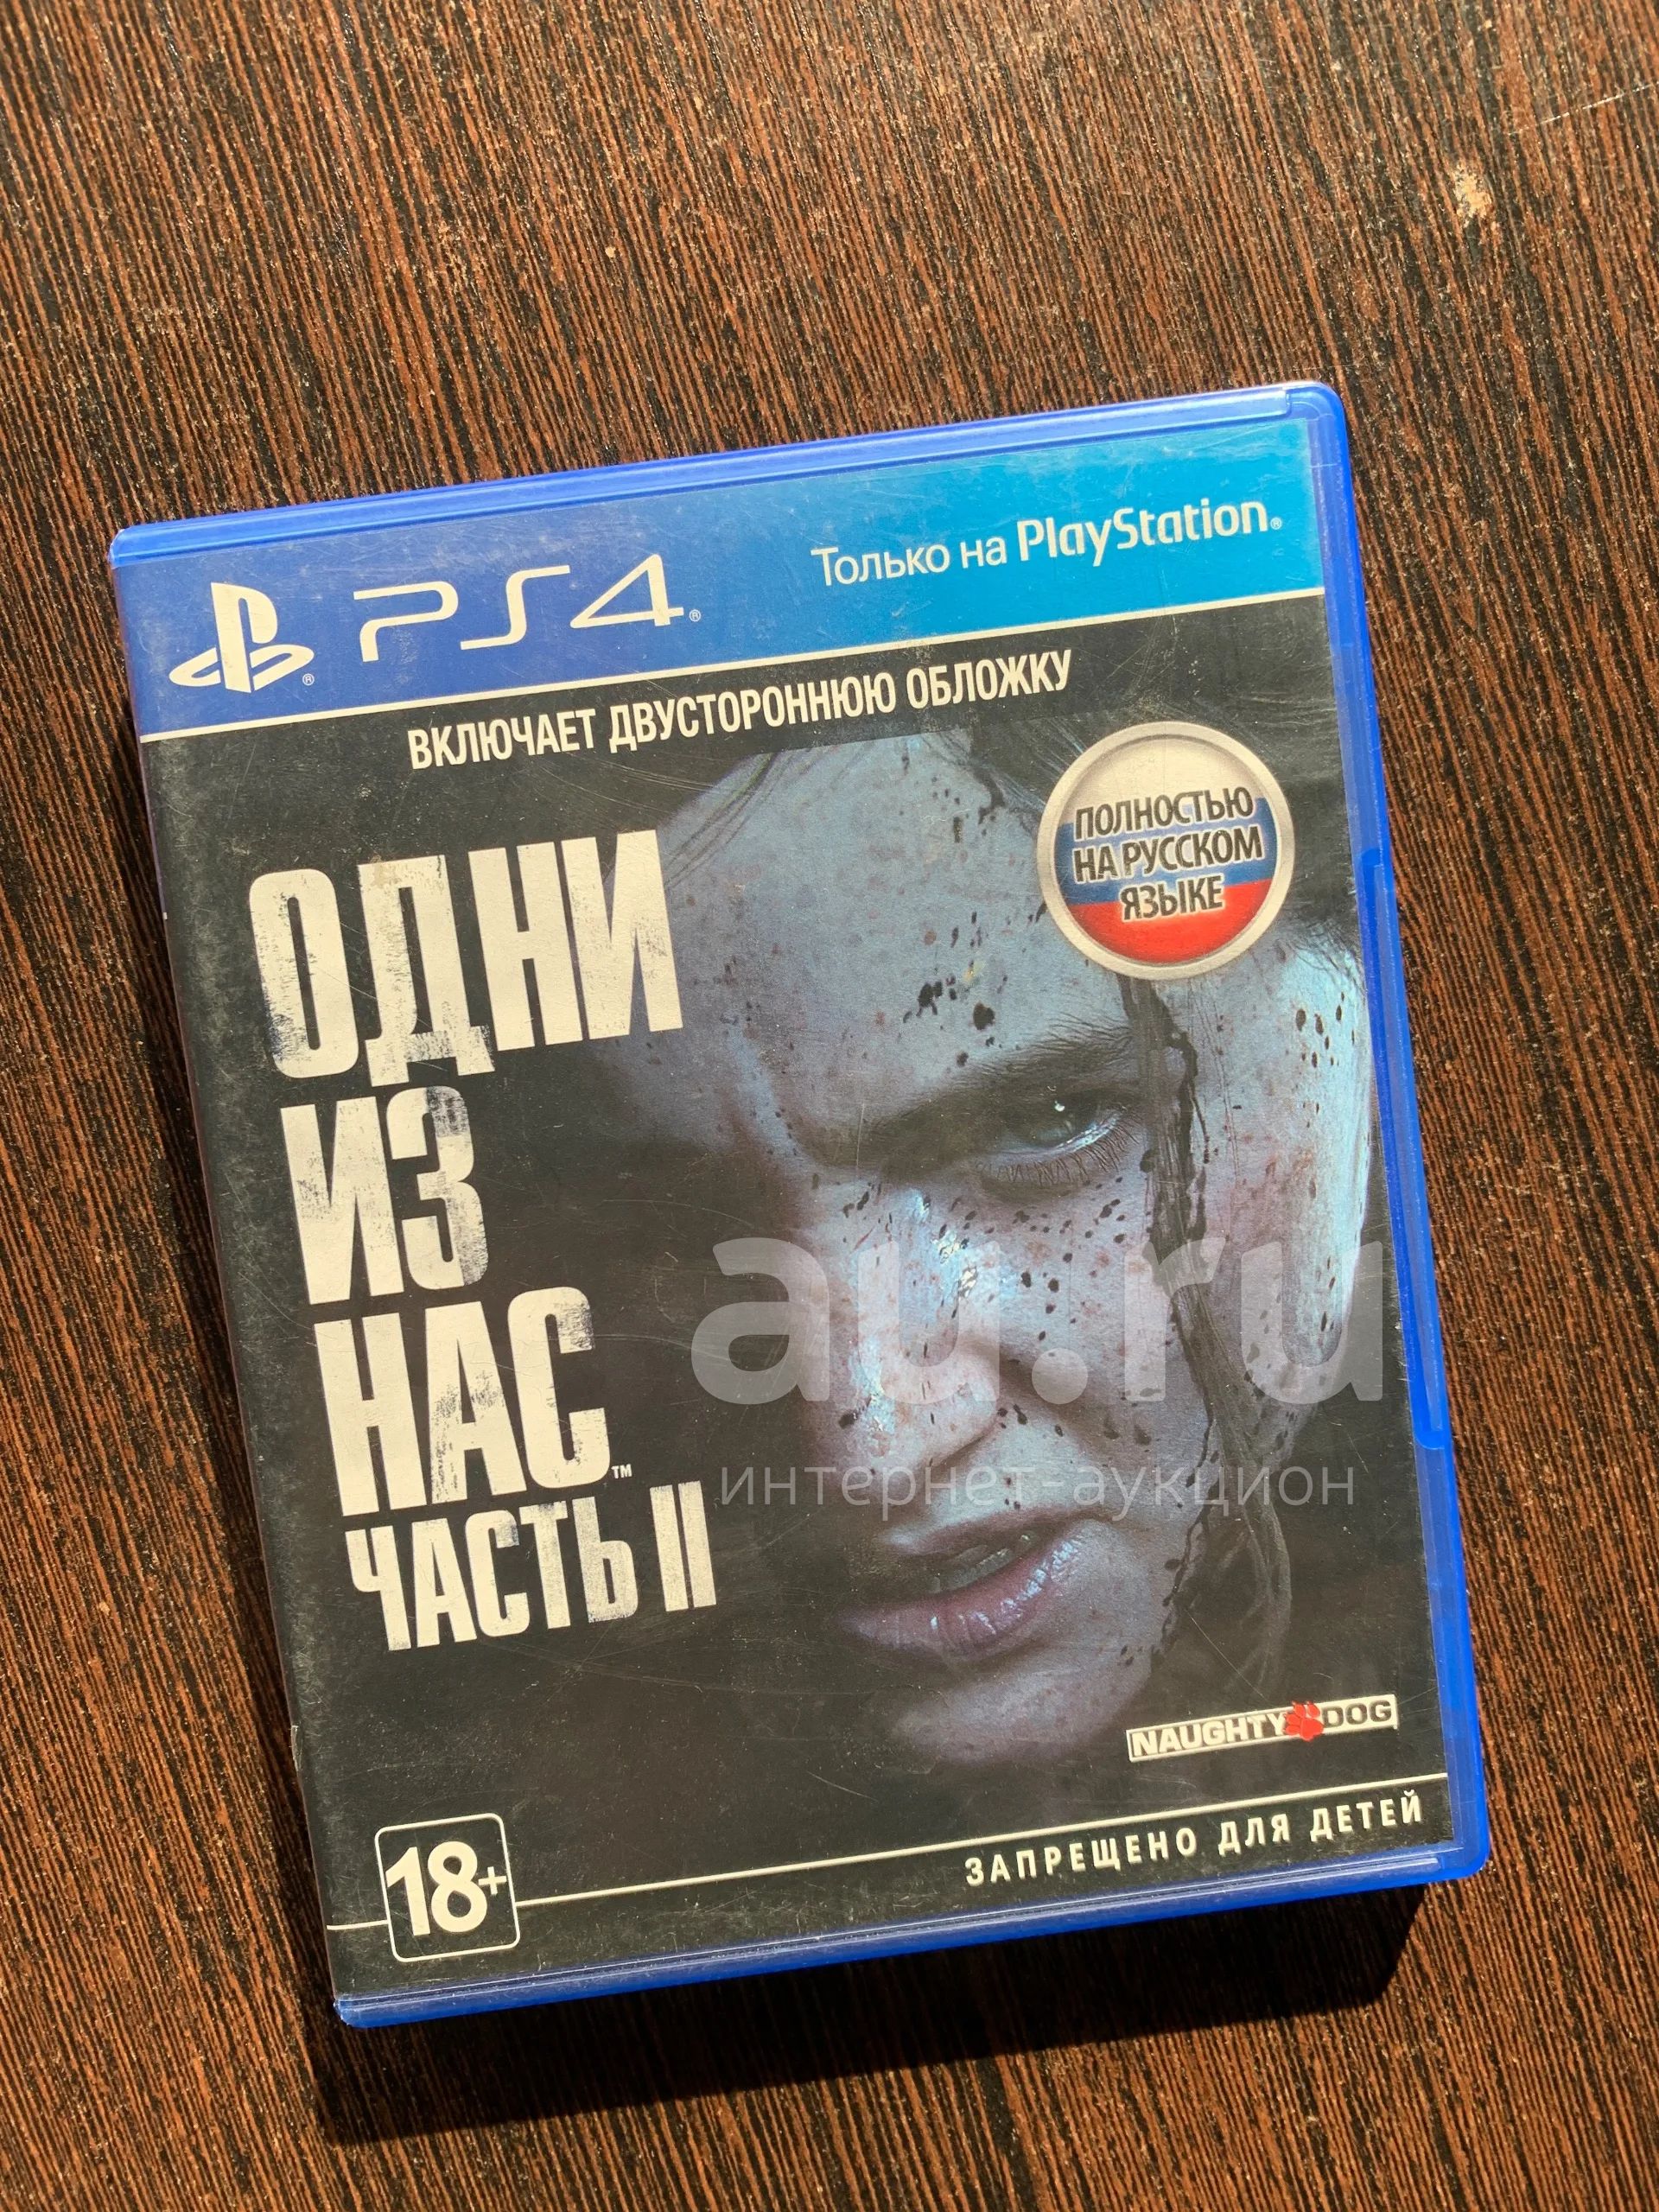 PS4® Только на PlayStation®
ВКЛЮЧАЕТ ДВУСТОРОННЮЮ ОБЛОЖКУ
ПОЛНОСТЬЮ
НА РУССКОМ
ЯЗЫКЕ
ОДНИ
ИЗ
НАС™
ЧАСТЬ II
au.ru
интернет-аукцион
NAUGHTY DOG
18+
ЗАПРЕЩЕНО ДЛЯ ДЕТЕЙ